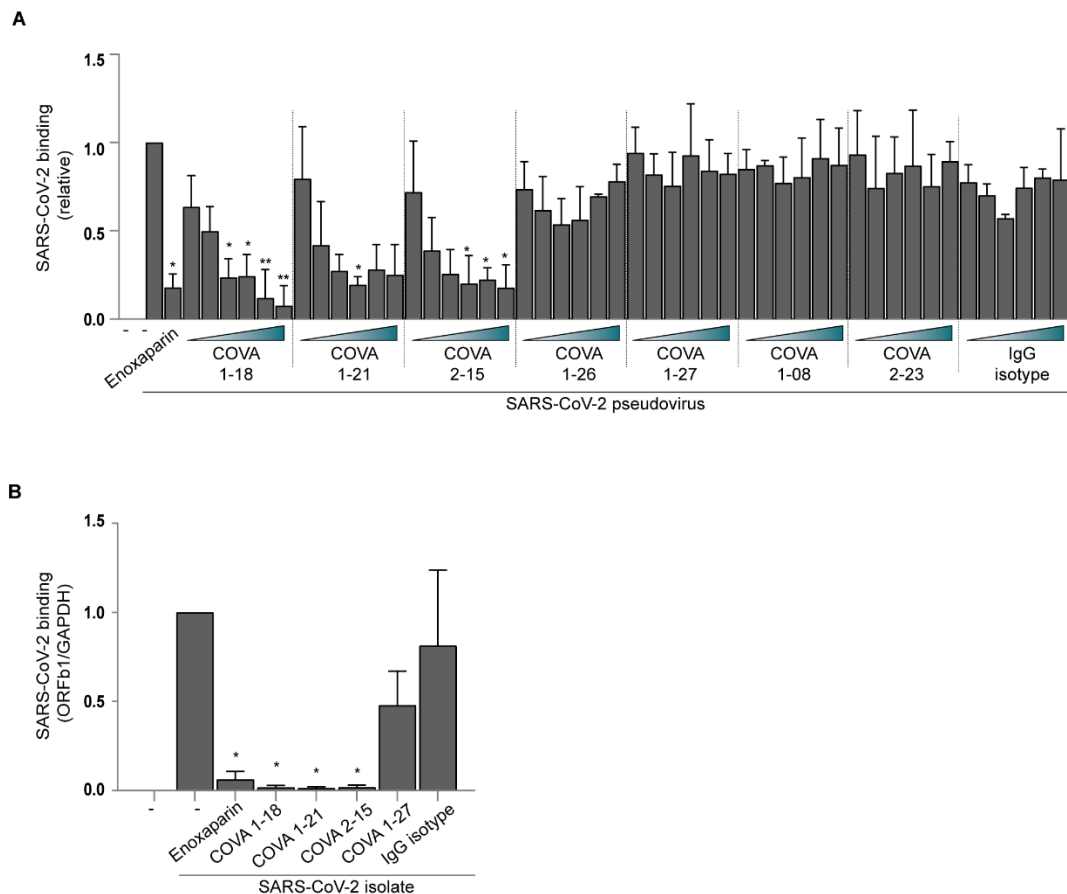 A
1.5
1.0
0.5
0.0
SARS-CoV-2 binding
(relative)
* * * ** ** * * * *
- - Enoxaparin
COVA
1-18
COVA
1-21
COVA
2-15
COVA
1-26
COVA
1-27
COVA
1-08
COVA
2-23
IgG
isotype
SARS-CoV-2 pseudovirus
B
1.5
1.0
0.5
0.0
SARS-CoV-2 binding
(ORFb1/GAPDH)
* * * *
- - Enoxaparin COVA 1-18 COVA 1-21 COVA 2-15 COVA 1-27 IgG isotype
SARS-CoV-2 isolate